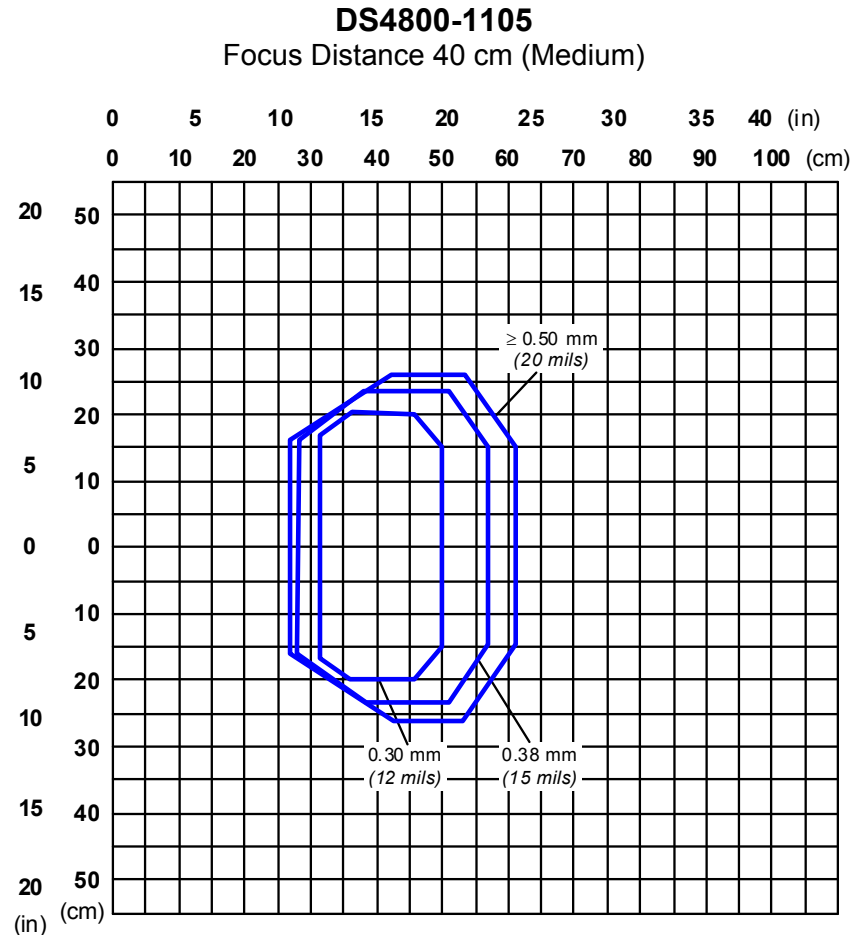 DS4800-1105
Focus Distance 40 cm (Medium)
0 5 10 15 20 25 30 35 40 (in)
0 10 20 30 40 50 60 70 80 90 100 (cm)
20 50
40
15
30
≥ 0.50 mm
(20 mils)
10
20
5
10
0 0
10
5
20
10
30
0.30 mm 0.38 mm
(12 mils) (15 mils)
15 40
20 50
(in) (cm)